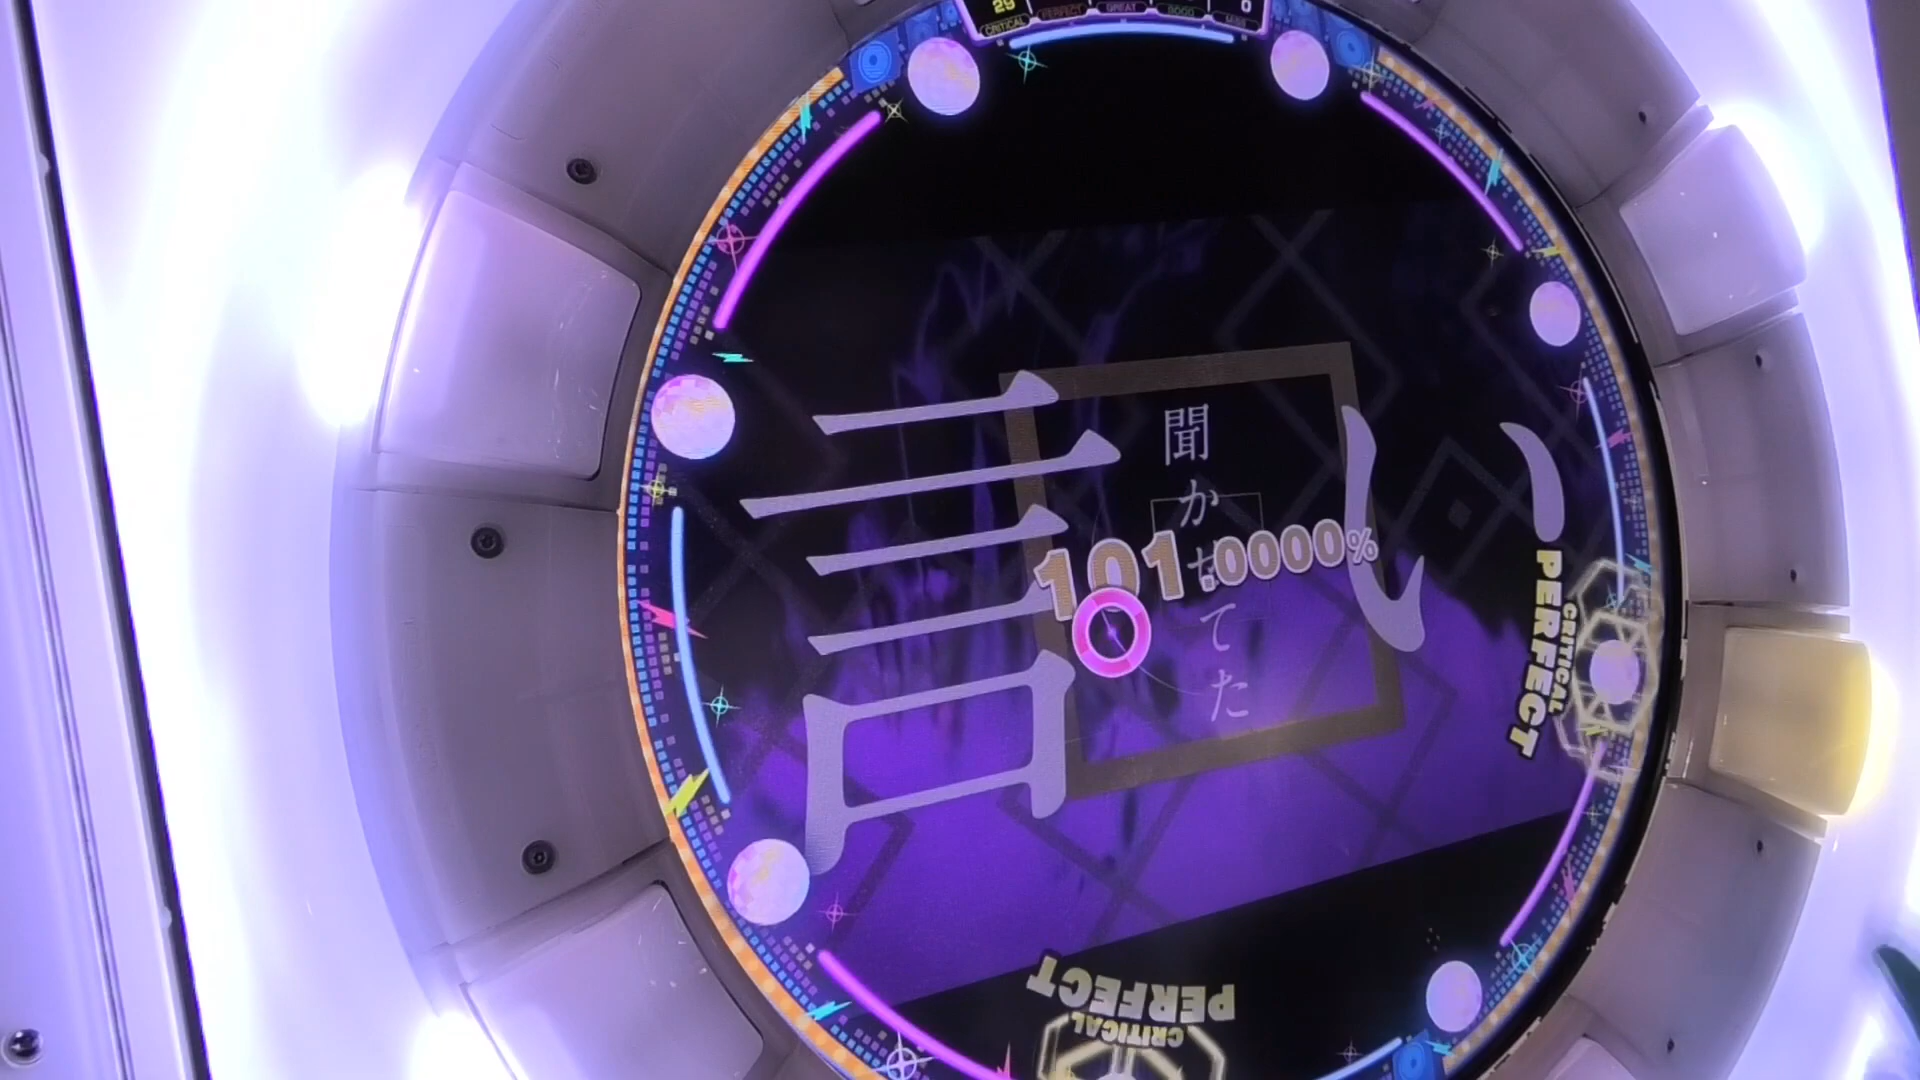 29 0
CRITICAL PERFECT GREAT GOOD MISS
言い
聞かせてた
101.0000%
CRITICAL
PERFECT
CRITICAL
PERFECT